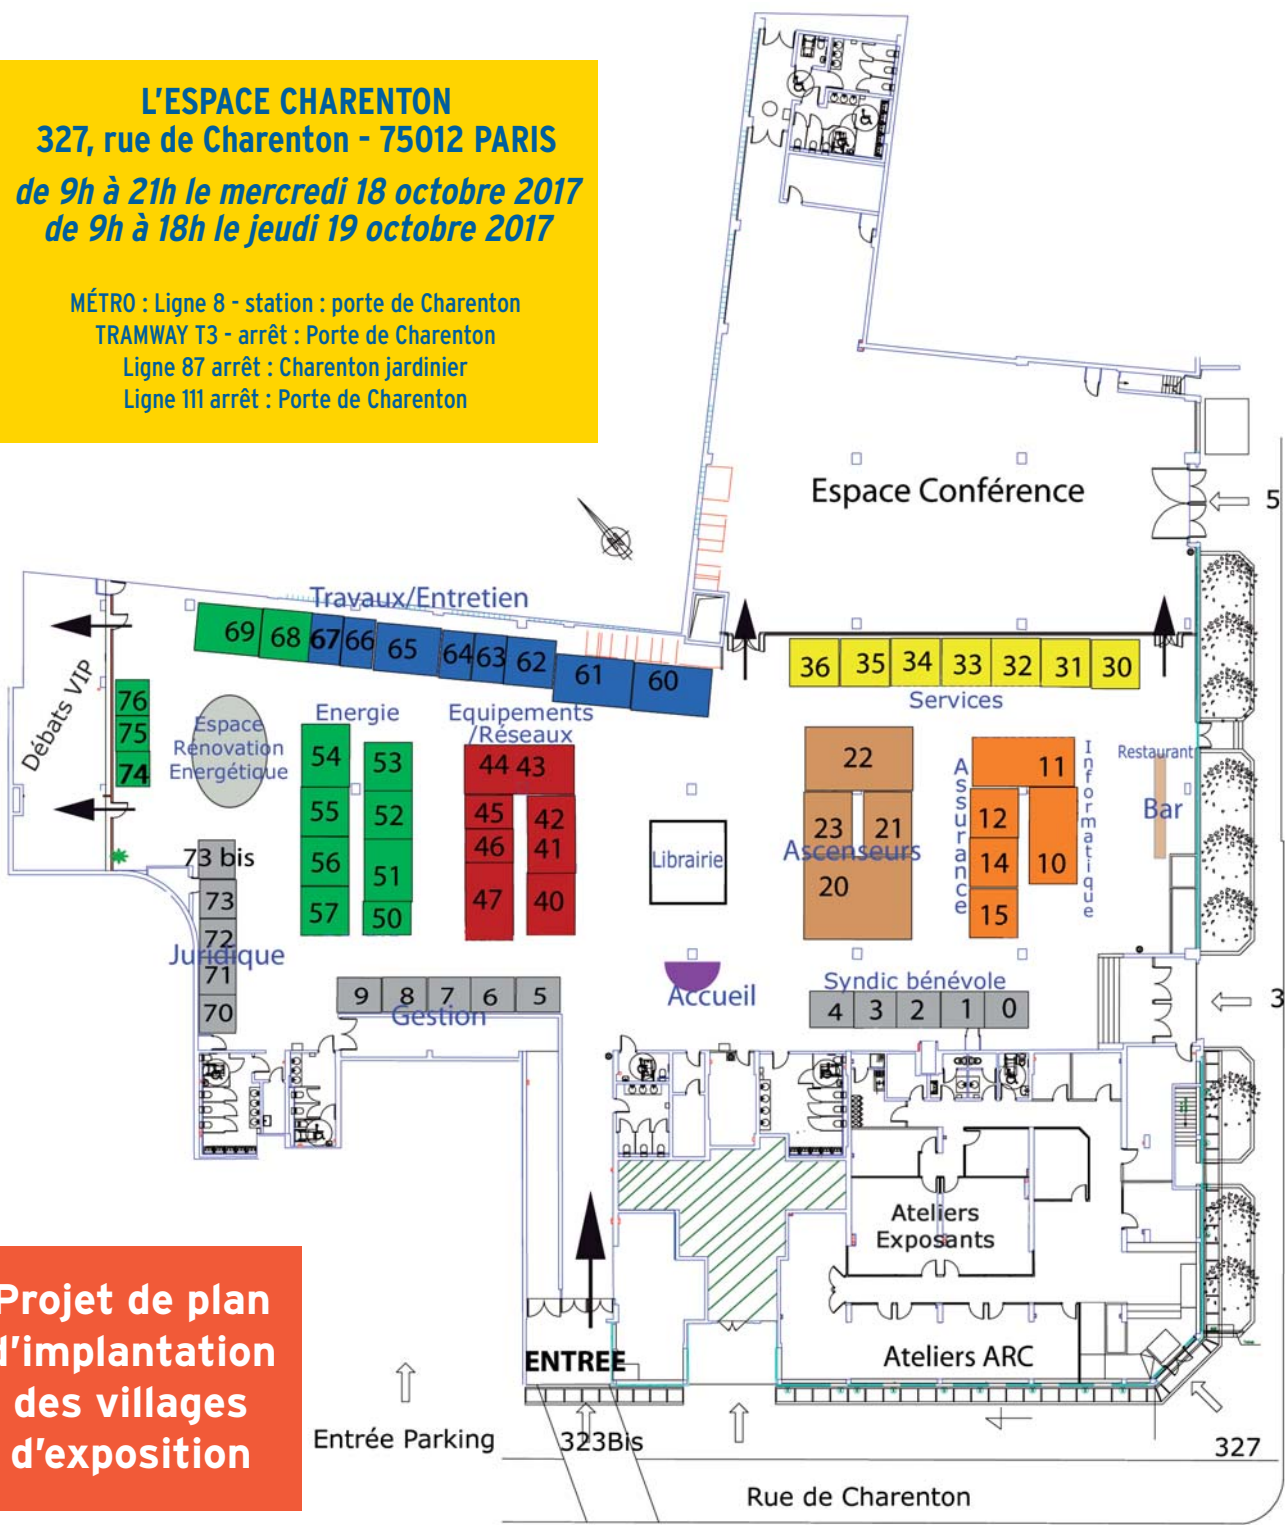 L'ESPACE CHARENTON
327, rue de Charenton - 75012 PARIS
de 9h à 21h le mercredi 18 octobre 2017
de 9h à 18h le jeudi 19 octobre 2017
MÉTRO : Ligne 8 - station : porte de Charenton
TRAMWAY T3 - arrêt : Porte de Charenton
Ligne 87 arrêt : Charenton jardinier
Ligne 111 arrêt : Porte de Charenton
Espace Conférence
5
Travaux/Entretien
69 68 67 66 65 64 63 62 61 60
36 35 34 33 32 31 30
Services
Débats VIP
76
75
74
Espace
Rénovation
Energétique
Energie
54 53
55 52
56 51
57 50
Equipements
/Réseaux
44 43
45 42
46 41
47 40
Librairie
22
23 21
Ascenseurs
20
Assurance
11
12
14 10
15
Informatique
Restaurant
Bar
73 bis
73
72
Juridique
71
70
9 8 7 6 5
Gestion
Accueil
Syndic bénévole
4 3 2 1 0
3
Ateliers
Exposants
Ateliers ARC
ENTREE
Projet de plan
d'implantation
des villages
d'exposition
Entrée Parking
323Bis
327
Rue de Charenton